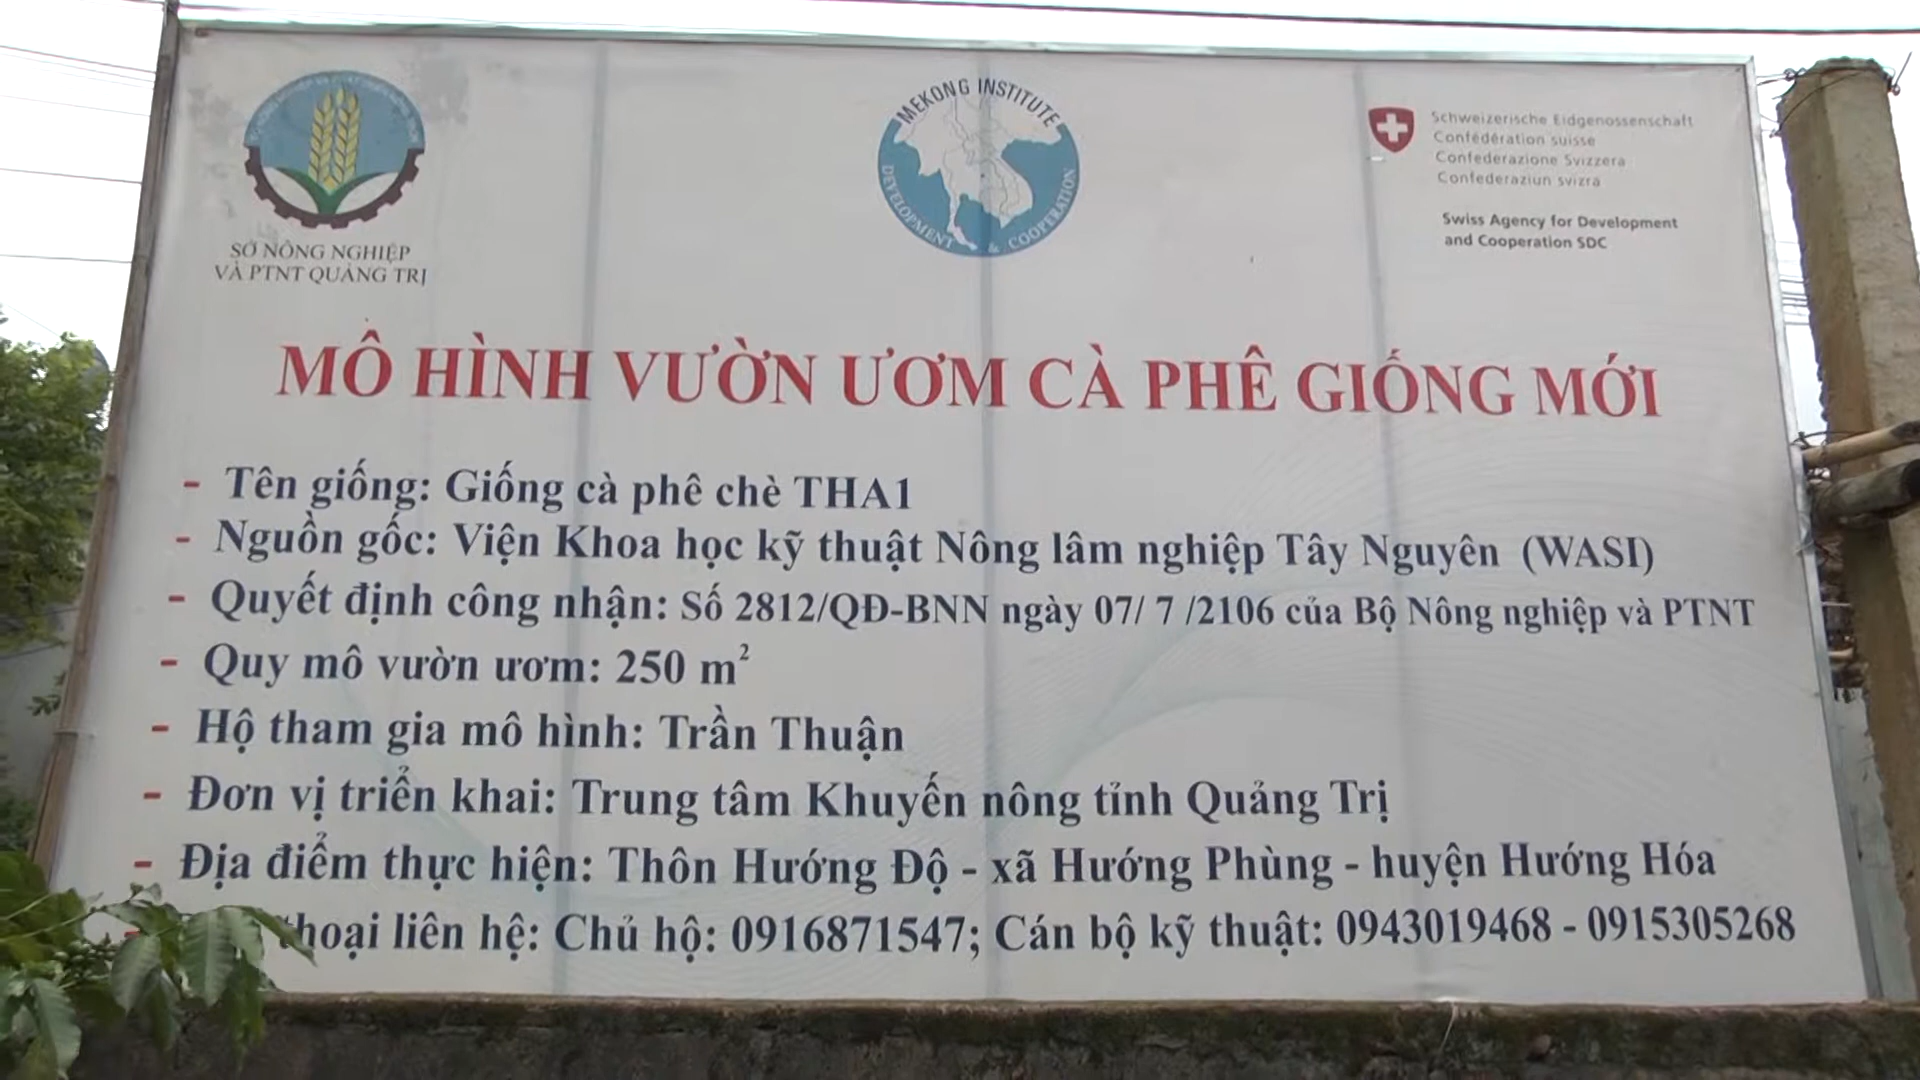 SỞ NÔNG NGHIỆP
VÀ PTNT QUẢNG TRỊ
MEKONG INSTITUTE
DEVELOPMENT & COOPERATION
Schweizerische Eidgenossenschaft
Confédération suisse
Confederazione Svizzera
Confederaziun svizra
Swiss Agency for Development
and Cooperation SDC
MÔ HÌNH VƯỜN ƯƠM CÀ PHÊ GIỐNG MỚI
- Tên giống: Giống cà phê chè THA1
- Nguồn gốc: Viện Khoa học kỹ thuật Nông lâm nghiệp Tây Nguyên (WASI)
- Quyết định công nhận: Số 2812/QĐ-BNN ngày 07/ 7 /2106 của Bộ Nông nghiệp và PTNT
- Quy mô vườn ươm: 250 m²
- Hộ tham gia mô hình: Trần Thuận
- Đơn vị triển khai: Trung tâm Khuyến nông tỉnh Quảng Trị
- Địa điểm thực hiện: Thôn Hướng Độ - xã Hướng Phùng - huyện Hướng Hóa
thoại liên hệ: Chủ hộ: 0916871547; Cán bộ kỹ thuật: 0943019468 - 0915305268